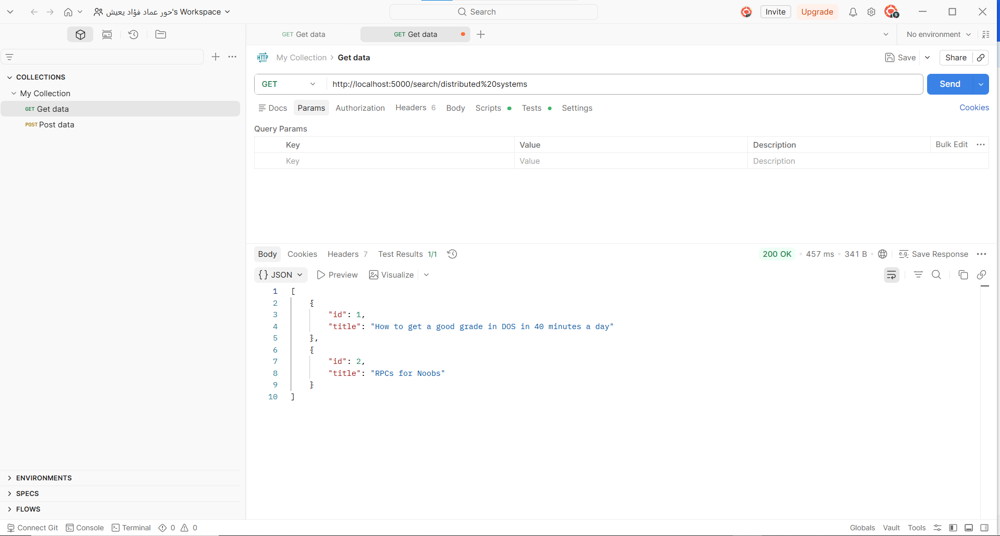 حور عماد فؤاد يعيش's Workspace
Search
Invite
Upgrade
GET Get data
GET Get data
No environment
HTTP My Collection > Get data
Save
Share
COLLECTIONS
My Collection
GET Get data
POST Post data
GET http://localhost:5000/search/distributed%20systems
Send
Docs Params Authorization Headers 6 Body Scripts Tests Settings
Cookies
Query Params
Key Value Description Bulk Edit
Key Value Description
Body Cookies Headers 7 Test Results 1/1
200 OK • 457 ms • 341 B
e.g. Save Response
{} JSON Preview Visualize
1 [
2 {
3 "id": 1,
4 "title": "How to get a good grade in DOS in 40 minutes a day"
5 },
6 {
7 "id": 2,
8 "title": "RPCs for Noobs"
9 }
10 ]
ENVIRONMENTS
SPECS
FLOWS
Connect Git Console Terminal 0 0
Globals Vault Tools